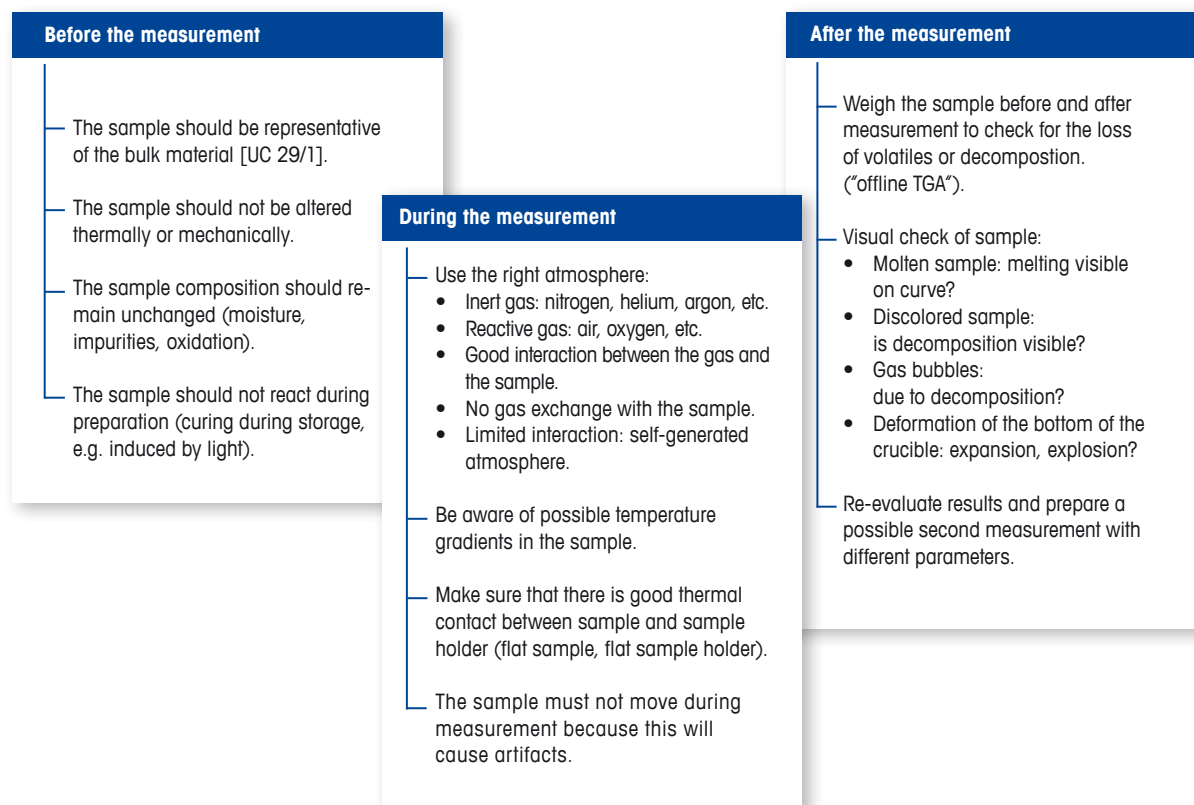 Before the measurement
The sample should be representative
of the bulk material [UC 29/1].
The sample should not be altered
thermally or mechanically.
The sample composition should re-
main unchanged (moisture,
impurities, oxidation).
The sample should not react during
preparation (curing during storage,
e.g. induced by light).
During the measurement
Use the right atmosphere:
• Inert gas: nitrogen, helium, argon, etc.
• Reactive gas: air, oxygen, etc.
• Good interaction between the gas and
the sample.
• No gas exchange with the sample.
• Limited interaction: self-generated
atmosphere.
Be aware of possible temperature
gradients in the sample.
Make sure that there is good thermal
contact between sample and sample
holder (flat sample, flat sample holder).
The sample must not move during
measurement because this will
cause artifacts.
After the measurement
Weigh the sample before and after
measurement to check for the loss
of volatiles or decompostion.
("offline TGA").
Visual check of sample:
• Molten sample: melting visible
on curve?
• Discolored sample:
is decomposition visible?
• Gas bubbles:
due to decomposition?
• Deformation of the bottom of the
crucible: expansion, explosion?
Re-evaluate results and prepare a
possible second measurement with
different parameters.